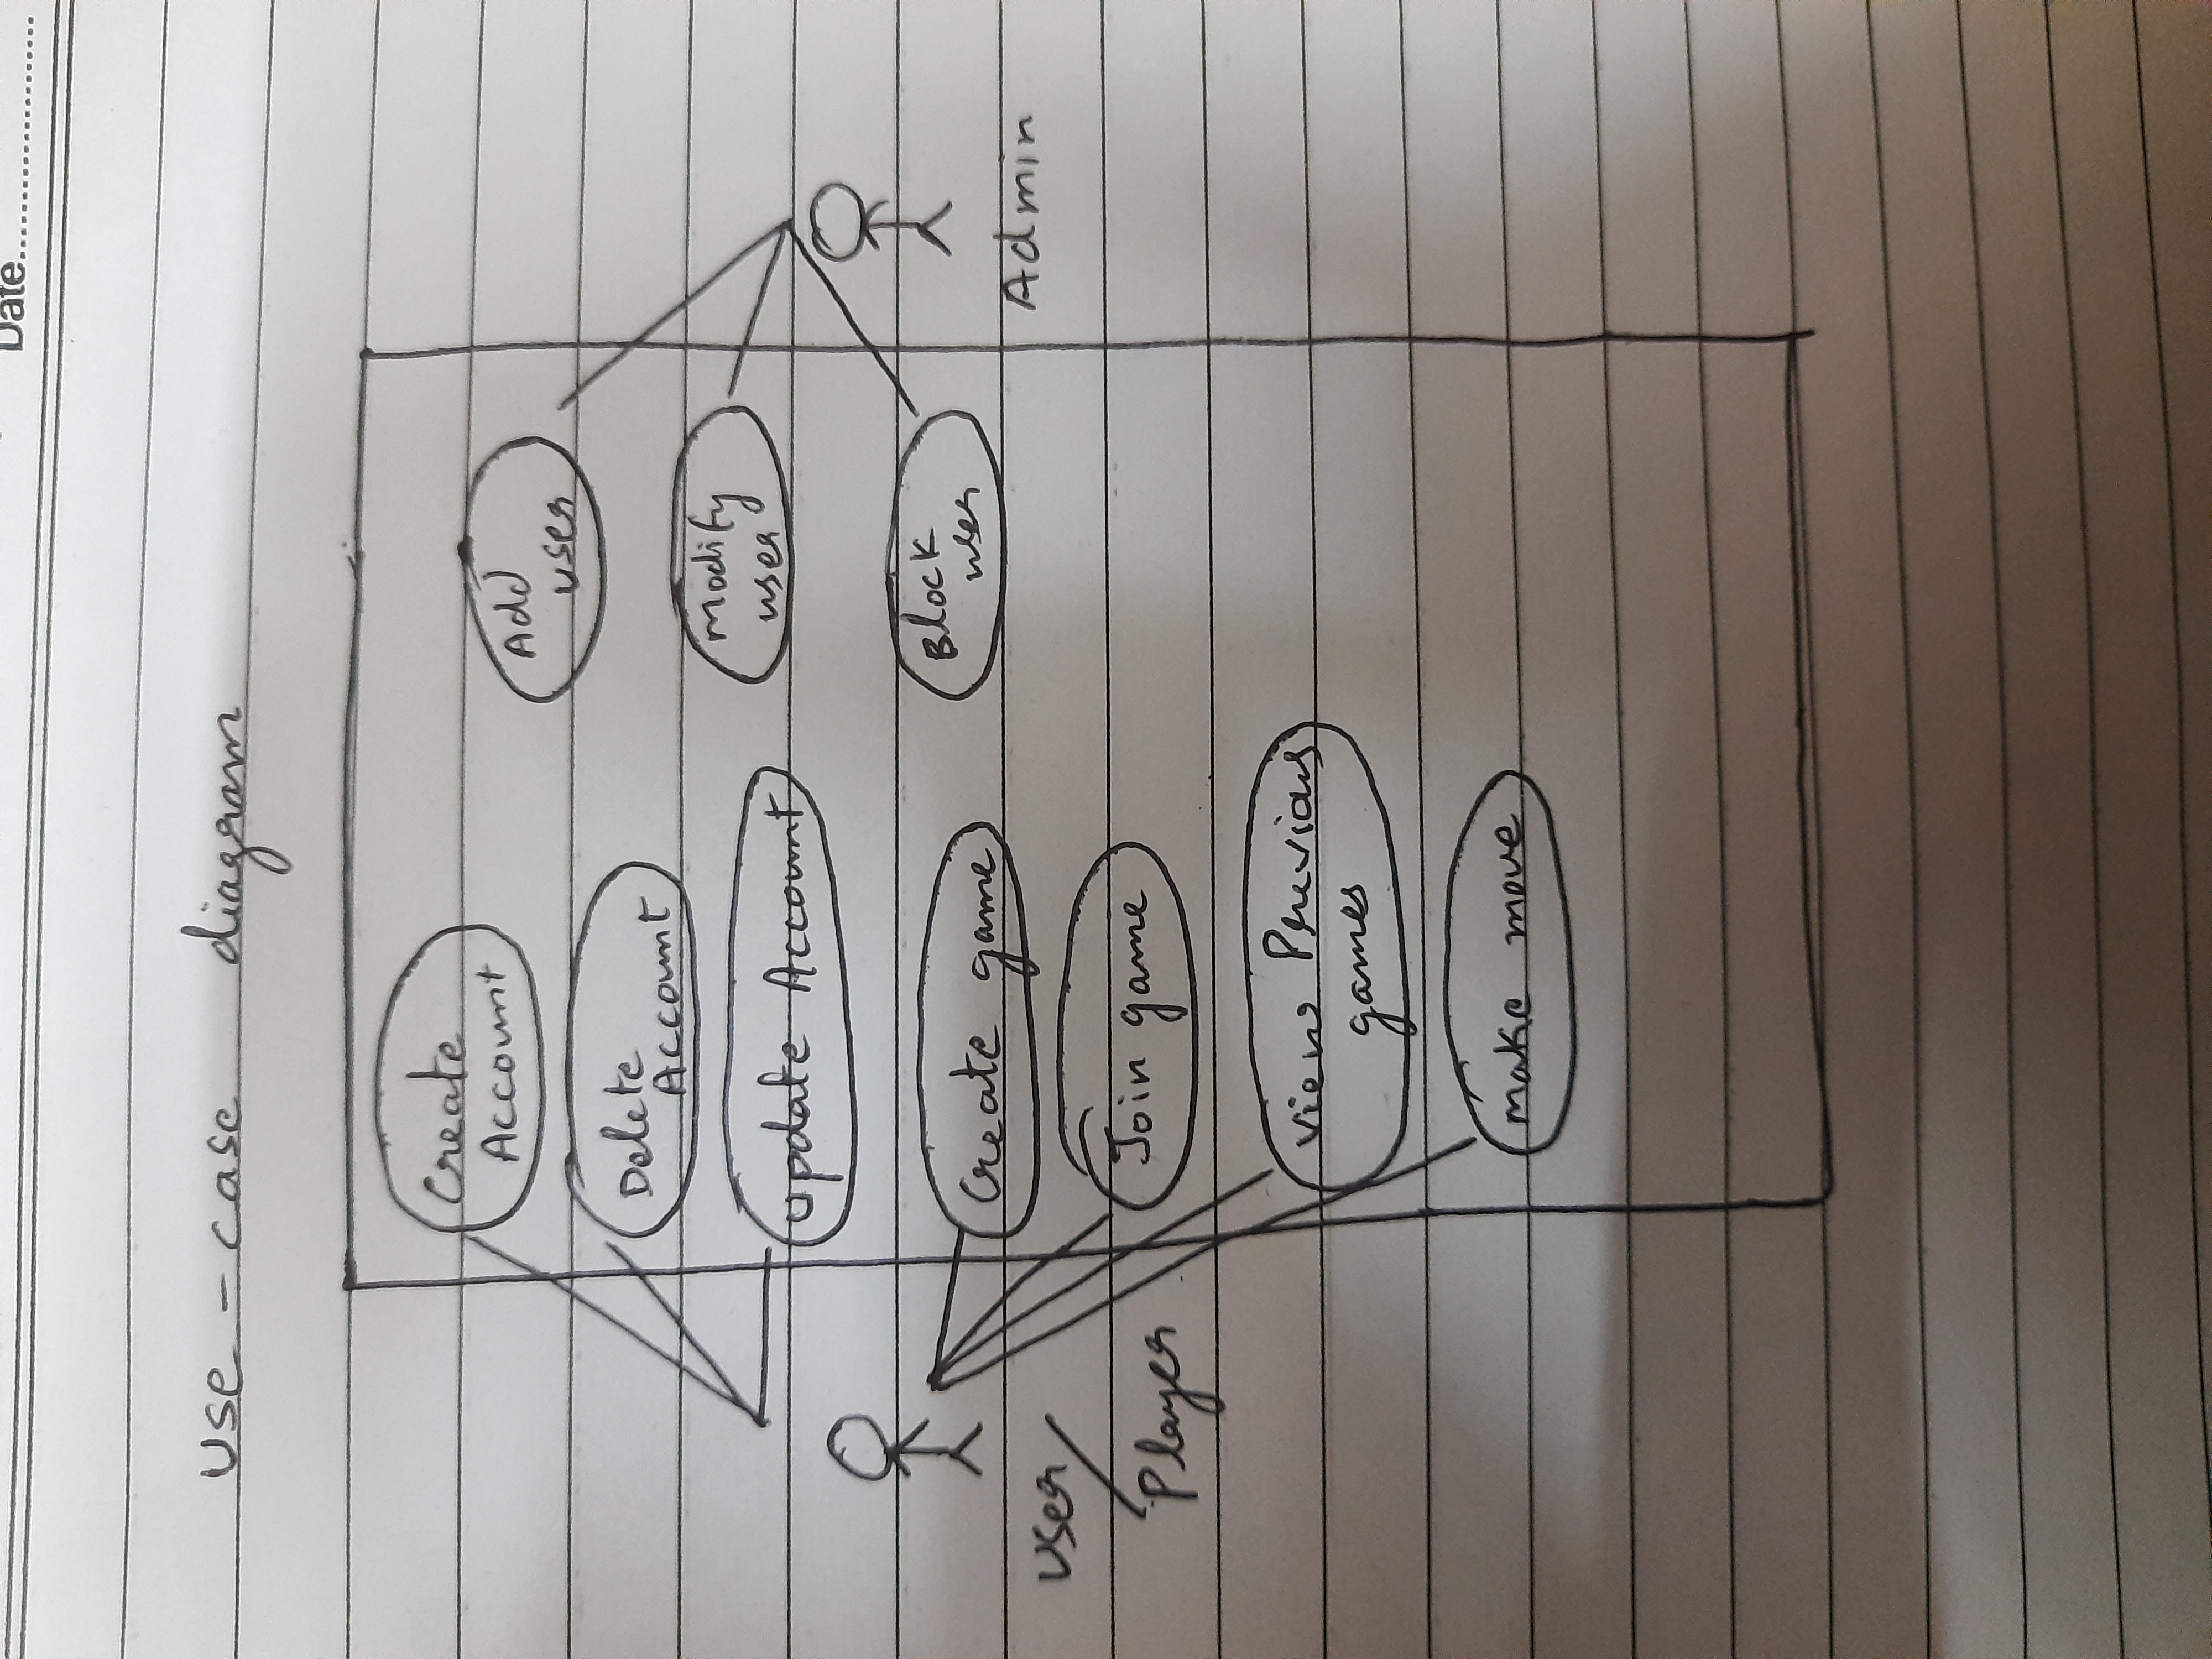 Date......................
Use - case diagram
Create
Account
Add
user
Delete
Account
Modify
user
Update Account
Block
user
Create game
Admin
User
/
Player
Join game
View Previous
games
make move